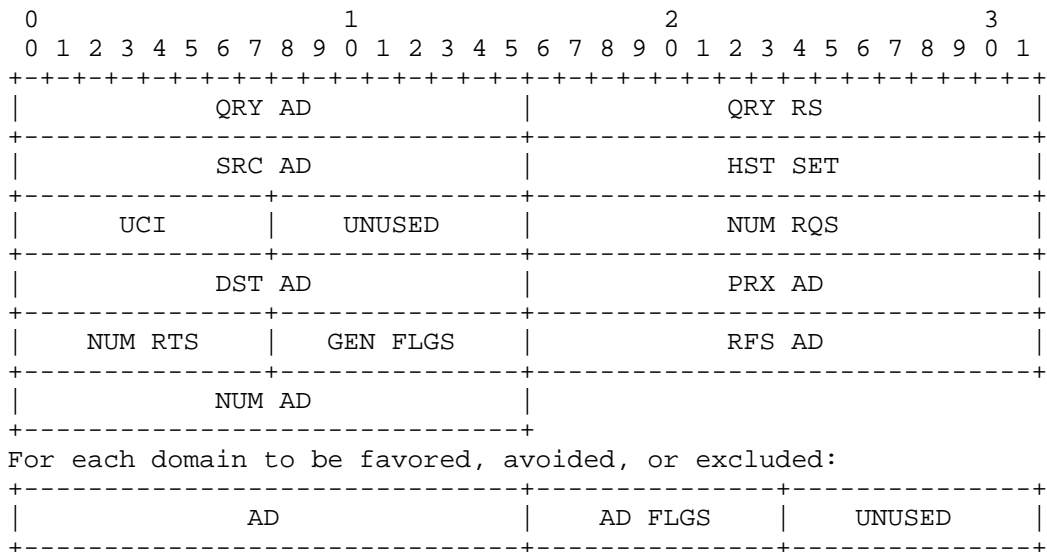 0 1 2 3
0 1 2 3 4 5 6 7 8 9 0 1 2 3 4 5 6 7 8 9 0 1 2 3 4 5 6 7 8 9 0 1
+-+-+-+-+-+-+-+-+-+-+-+-+-+-+-+-+-+-+-+-+-+-+-+-+-+-+-+-+-+-+-+-+
| QRY AD | QRY RS |
+-------------------------------+-------------------------------+
| SRC AD | HST SET |
+---------------+---------------+-------------------------------+
| UCI | UNUSED | NUM RQS |
+---------------+---------------+-------------------------------+
| DST AD | PRX AD |
+---------------+---------------+-------------------------------+
| NUM RTS | GEN FLGS | RFS AD |
+---------------+---------------+-------------------------------+
| NUM AD |
+-------------------------------+
For each domain to be favored, avoided, or excluded:
+-------------------------------+---------------+---------------+
| AD | AD FLGS | UNUSED |
+-------------------------------+---------------+---------------+